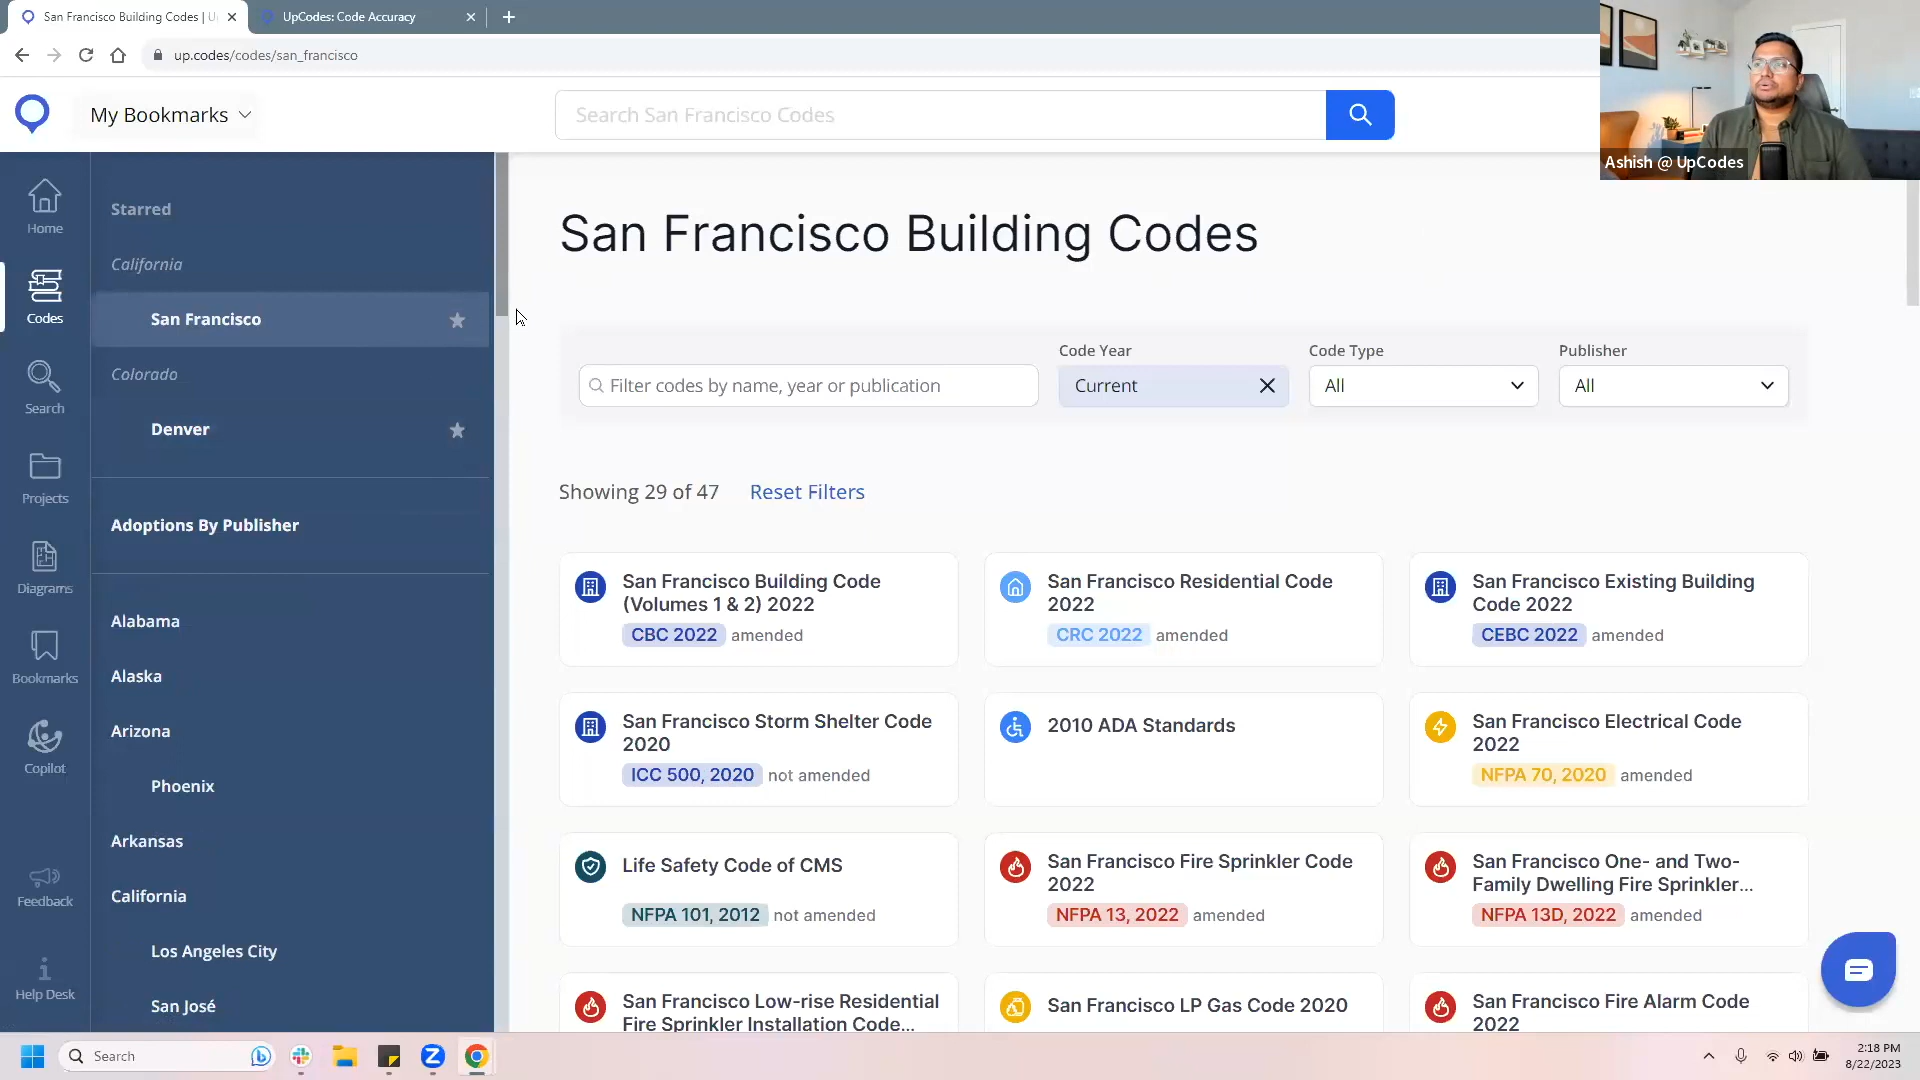 San Francisco Building Codes | U
UpCodes: Code Accuracy
up.codes/codes/san_francisco
My Bookmarks
Search San Francisco Codes
Ashish @ UpCodes
Home
Codes
Search
Projects
Diagrams
Bookmarks
Copilot
Feedback
Help Desk
Starred
California
San Francisco
Colorado
Denver
Adoptions By Publisher
Alabama
Alaska
Arizona
Phoenix
Arkansas
California
Los Angeles City
San José
San Francisco Building Codes
Code Year
Code Type
Publisher
Filter codes by name, year or publication
Current
All
All
Showing 29 of 47
Reset Filters
San Francisco Building Code
(Volumes 1 & 2) 2022
CBC 2022 amended
San Francisco Residential Code
2022
CRC 2022 amended
San Francisco Existing Building
Code 2022
CEBC 2022 amended
San Francisco Storm Shelter Code
2020
ICC 500, 2020 not amended
2010 ADA Standards
San Francisco Electrical Code
2022
NFPA 70, 2020 amended
Life Safety Code of CMS
NFPA 101, 2012 not amended
San Francisco Fire Sprinkler Code
2022
NFPA 13, 2022 amended
San Francisco One- and Two-
Family Dwelling Fire Sprinkler...
NFPA 13D, 2022 amended
San Francisco Low-rise Residential
Fire Sprinkler Installation Code...
San Francisco LP Gas Code 2020
San Francisco Fire Alarm Code
2022
Search
2:18 PM
8/22/2023